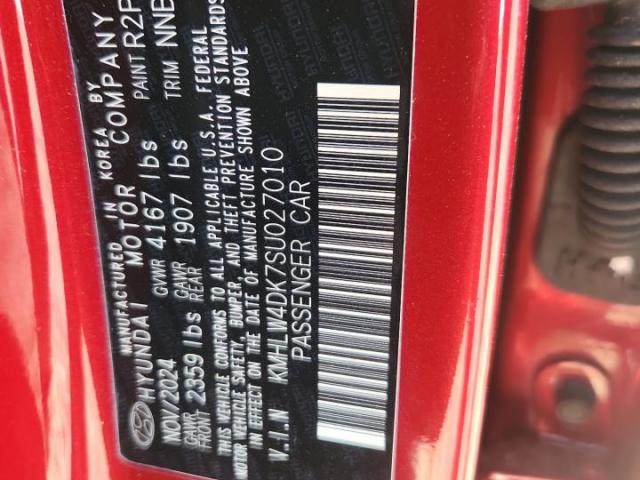 MANUFACTURED IN KOREA BY
HYUNDAI MOTOR COMPANY
NOV/2024 GVWR 4167 lbs PAINT R2P
GAWR FRONT 2359 lbs GAWR REAR 1907 lbs TRIM NNB
THIS VEHICLE CONFORMS TO ALL APPLICABLE U.S.A. FEDERAL
MOTOR VEHICLE SAFETY, BUMPER, AND THEFT PREVENTION STANDARDS
IN EFFECT ON THE DATE OF MANUFACTURE SHOWN ABOVE
V.I.N KMHLW4DK7SU027010
PASSENGER CAR